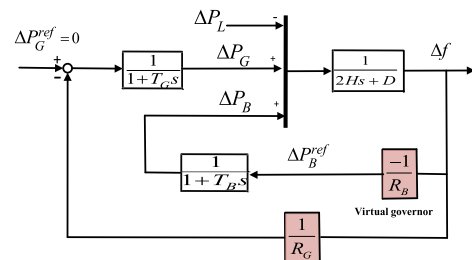 -
ΔP_L
ΔP_G^{ref} = 0
+
-
1 / 1 + T_G s
ΔP_G
+
1 / 2Hs + D
Δf
ΔP_B
+
1 / 1 + T_B s
ΔP_B^{ref}
-1 / R_B
Virtual governor
1 / R_G